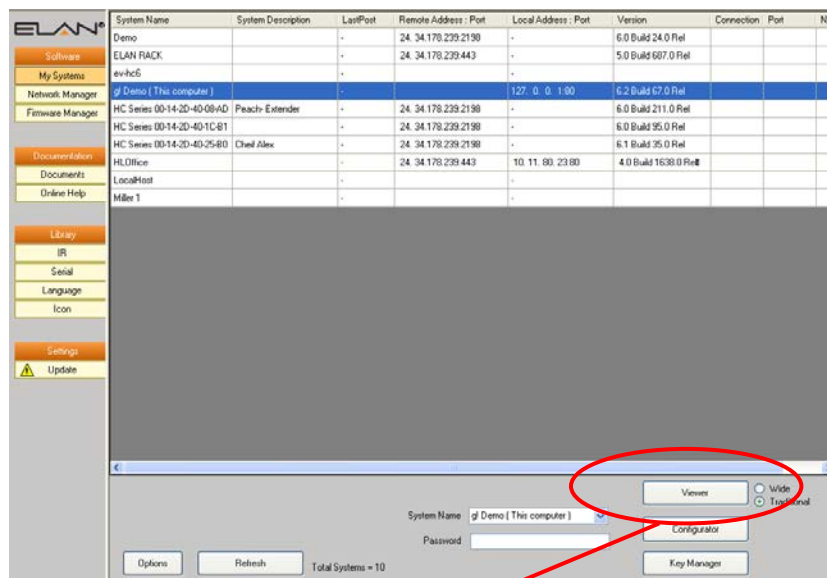 ELAN®
Software
My Systems
Network Manager
Firmware Manager
Documentation
Documents
Online Help
Library
IR
Serial
Language
Icon
Settings
Update
System Name System Description LastPort Remote Address : Port Local Address : Port Version Connection Port N
Demo - 24. 34.178.239:2198 - 6.0 Build 24.0 Rel
ELAN RACK - 24. 34.178.239:443 - 5.0 Build 687.0 Rel
ev-hc6 - -
g! Demo ( This computer ) - 127. 0. 0. 1:80 6.2 Build 67.0 Rel
HC Series 00-14-2D-40-08-AD Peach- Extender - 24. 34.178.239:2198 - 6.0 Build 211.0 Rel
HC Series 00-14-2D-40-1C-B1 - 24. 34.178.239:2198 - 6.0 Build 95.0 Rel
HC Series 00-14-2D-40-25-B0 Cheif Alex - 24. 34.178.239:2198 - 6.1 Build 35.0 Rel
HLOffice - 24. 34.178.239:443 10. 11. 80. 23:80 4.0 Build 1638.0 Rel
LocalHost - -
Miller 1 - -
Viewer
Wide
Traditional
System Name g! Demo ( This computer )
Configurator
Password
Options
Refresh
Total Systems = 10
Key Manager